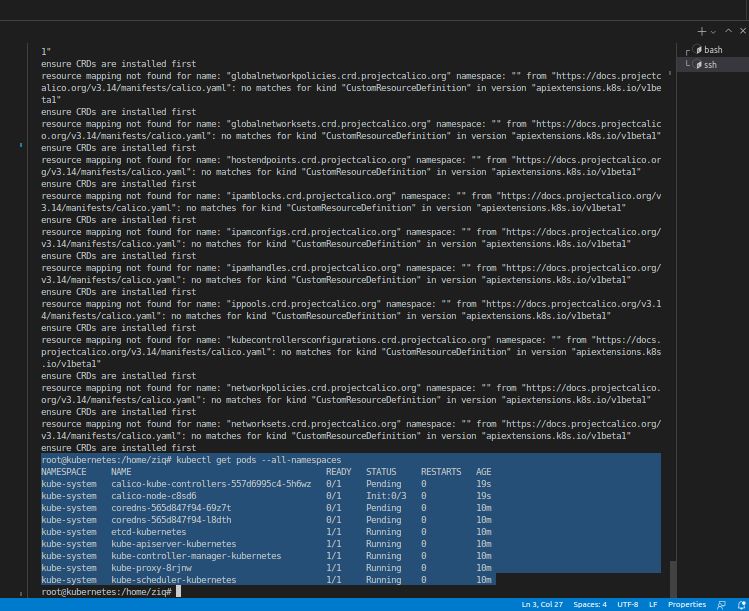 bash
ssh
1"
ensure CRDs are installed first
resource mapping not found for name: "globalnetworkpolicies.crd.projectcalico.org" namespace: "" from "https://docs.projectc
alico.org/v3.14/manifests/calico.yaml": no matches for kind "CustomResourceDefinition" in version "apiextensions.k8s.io/v1be
ta1"
ensure CRDs are installed first
resource mapping not found for name: "globalnetworksets.crd.projectcalico.org" namespace: "" from "https://docs.projectcalic
o.org/v3.14/manifests/calico.yaml": no matches for kind "CustomResourceDefinition" in version "apiextensions.k8s.io/v1beta1"
ensure CRDs are installed first
resource mapping not found for name: "hostendpoints.crd.projectcalico.org" namespace: "" from "https://docs.projectcalico.or
g/v3.14/manifests/calico.yaml": no matches for kind "CustomResourceDefinition" in version "apiextensions.k8s.io/v1beta1"
ensure CRDs are installed first
resource mapping not found for name: "ipamblocks.crd.projectcalico.org" namespace: "" from "https://docs.projectcalico.org/v
3.14/manifests/calico.yaml": no matches for kind "CustomResourceDefinition" in version "apiextensions.k8s.io/v1beta1"
ensure CRDs are installed first
resource mapping not found for name: "ipamconfigs.crd.projectcalico.org" namespace: "" from "https://docs.projectcalico.org/
v3.14/manifests/calico.yaml": no matches for kind "CustomResourceDefinition" in version "apiextensions.k8s.io/v1beta1"
ensure CRDs are installed first
resource mapping not found for name: "ipamhandles.crd.projectcalico.org" namespace: "" from "https://docs.projectcalico.org/
v3.14/manifests/calico.yaml": no matches for kind "CustomResourceDefinition" in version "apiextensions.k8s.io/v1beta1"
ensure CRDs are installed first
resource mapping not found for name: "ippools.crd.projectcalico.org" namespace: "" from "https://docs.projectcalico.org/v3.1
4/manifests/calico.yaml": no matches for kind "CustomResourceDefinition" in version "apiextensions.k8s.io/v1beta1"
ensure CRDs are installed first
resource mapping not found for name: "kubecontrollersconfigurations.crd.projectcalico.org" namespace: "" from "https://docs.
projectcalico.org/v3.14/manifests/calico.yaml": no matches for kind "CustomResourceDefinition" in version "apiextensions.k8s
.io/v1beta1"
ensure CRDs are installed first
resource mapping not found for name: "networkpolicies.crd.projectcalico.org" namespace: "" from "https://docs.projectcalico.
org/v3.14/manifests/calico.yaml": no matches for kind "CustomResourceDefinition" in version "apiextensions.k8s.io/v1beta1"
ensure CRDs are installed first
resource mapping not found for name: "networksets.crd.projectcalico.org" namespace: "" from "https://docs.projectcalico.org/
v3.14/manifests/calico.yaml": no matches for kind "CustomResourceDefinition" in version "apiextensions.k8s.io/v1beta1"
ensure CRDs are installed first
root@kubernetes:/home/ziq# kubectl get pods --all-namespaces
NAMESPACE NAME READY STATUS RESTARTS AGE
kube-system calico-kube-controllers-557d6995c4-5h6wz 0/1 Pending 0 19s
kube-system calico-node-c8sd6 0/1 Init:0/3 0 19s
kube-system coredns-565d847f94-69z7t 0/1 Pending 0 10m
kube-system coredns-565d847f94-l8dth 0/1 Pending 0 10m
kube-system etcd-kubernetes 1/1 Running 0 10m
kube-system kube-apiserver-kubernetes 1/1 Running 0 10m
kube-system kube-controller-manager-kubernetes 1/1 Running 0 10m
kube-system kube-proxy-8rjnw 1/1 Running 0 10m
kube-system kube-scheduler-kubernetes 1/1 Running 0 10m
root@kubernetes:/home/ziq#
Ln 3, Col 27 Spaces: 4 UTF-8 LF Properties